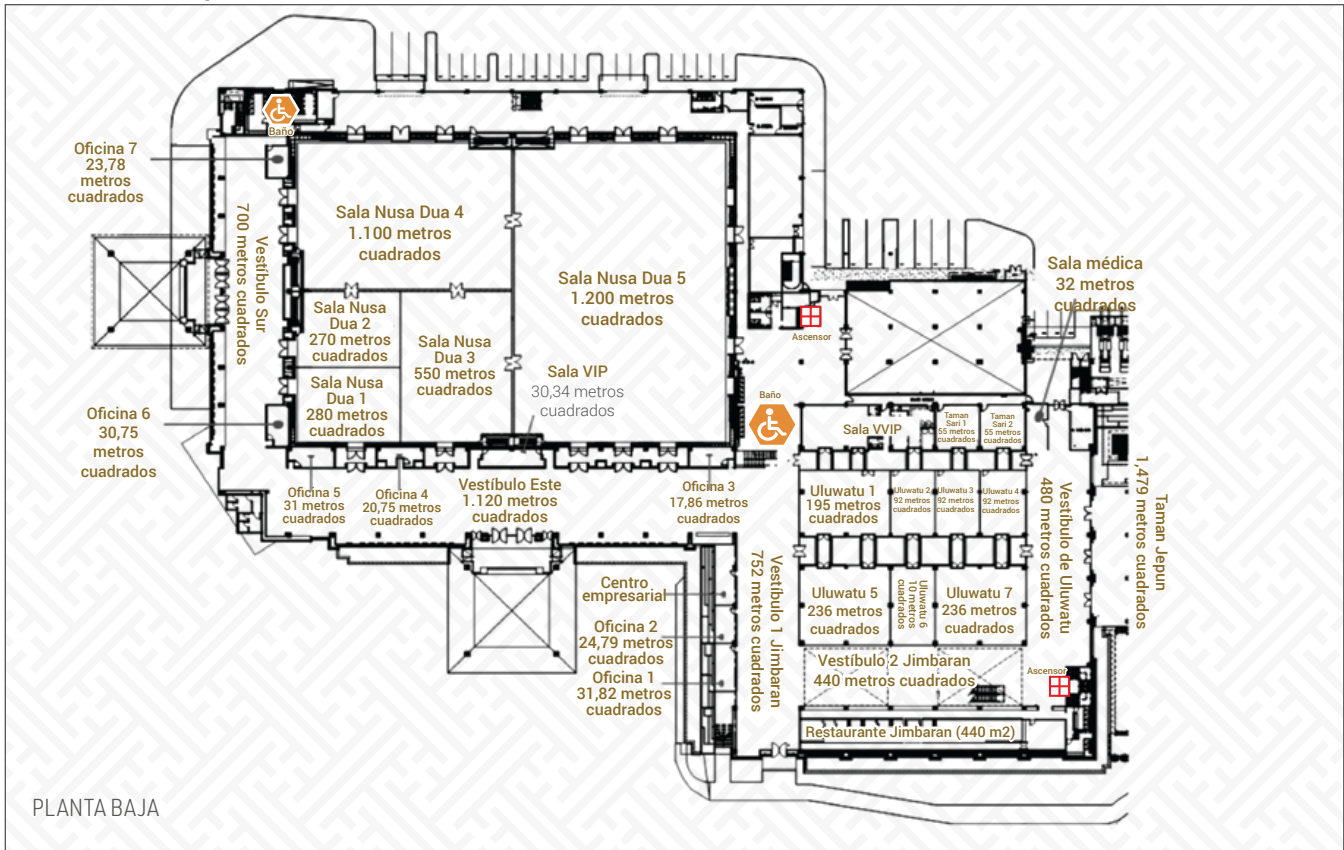 Baño
Oficina 7
23,78
metros
cuadrados
Vestíbulo Sur
700 metros cuadrados
Sala Nusa Dua 4
1.100 metros
cuadrados
Sala Nusa Dua 5
1.200 metros
cuadrados
Sala Nusa
Dua 2
270 metros
cuadrados
Sala Nusa
Dua 3
550 metros
cuadrados
Sala Nusa
Dua 1
280 metros
cuadrados
Sala VIP
30,34 metros
cuadrados
Oficina 6
30,75
metros
cuadrados
Ascensor
Sala médica
32 metros
cuadrados
Baño
Sala VVIP
Taman
Sari 1
55 metros
cuadrados
Taman
Sari 2
55 metros
cuadrados
Oficina 5
31 metros
cuadrados
Oficina 4
20,75 metros
cuadrados
Vestíbulo Este
1.120 metros
cuadrados
Oficina 3
17,86 metros
cuadrados
Uluwatu 1
195 metros
cuadrados
Uluwatu 2
92 metros
cuadrados
Uluwatu 3
92 metros
cuadrados
Uluwatu 4
92 metros
cuadrados
Vestíbulo de Uluwatu
480 metros cuadrados
Taman Jepun
1,479 metros cuadrados
Centro
empresarial
Oficina 2
24,79 metros
cuadrados
Oficina 1
31,82 metros
cuadrados
Vestíbulo 1 Jimbaran
752 metros cuadrados
Uluwatu 5
236 metros
cuadrados
Uluwatu 6
10 metros
cuadrados
Uluwatu 7
236 metros
cuadrados
Vestíbulo 2 Jimbaran
440 metros cuadrados
Ascensor
Restaurante Jimbaran (440 m2)
PLANTA BAJA